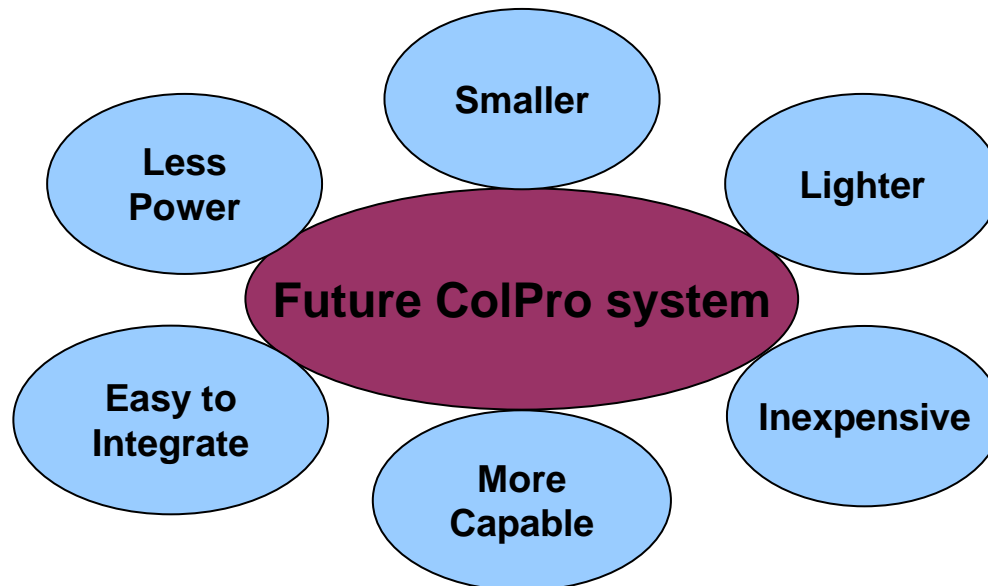 Smaller
Less
Power
Lighter
Future ColPro system
Easy to
Integrate
Inexpensive
More
Capable